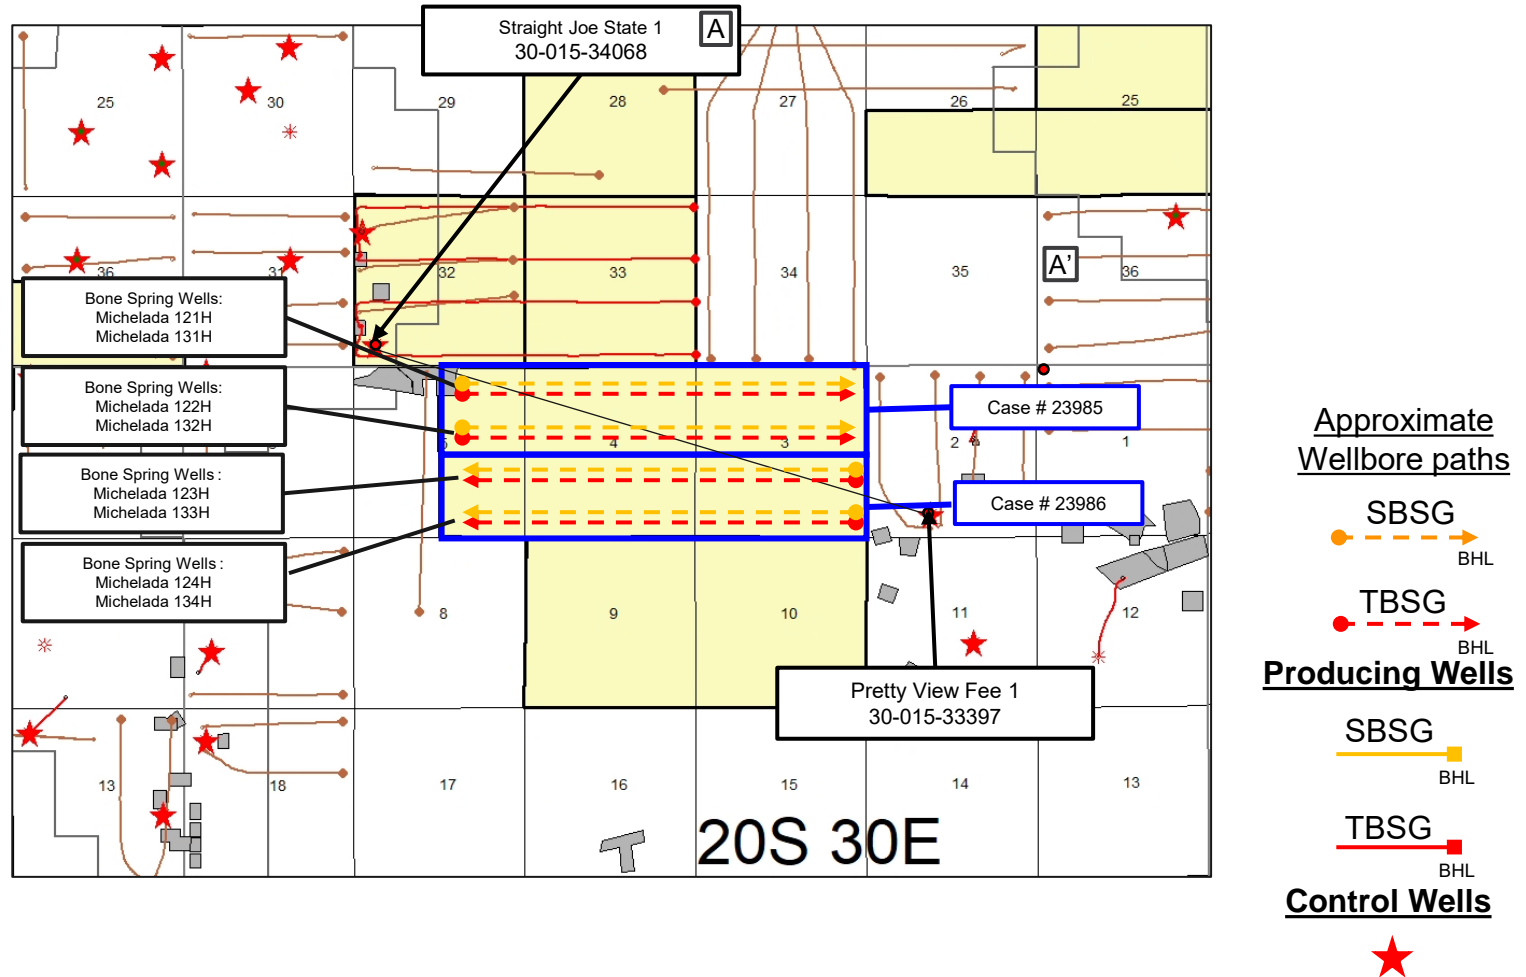 Straight Joe State 1
30-015-34068
A
25
30
29
28
27
26
25
36
31
32
33
34
35
A'
36
Bone Spring Wells:
Michelada 121H
Michelada 131H
Bone Spring Wells:
Michelada 122H
Michelada 132H
Bone Spring Wells:
Michelada 123H
Michelada 133H
Bone Spring Wells :
Michelada 124H
Michelada 134H
5
4
3
2
1
Case # 23985
Case # 23986
8
9
10
11
12
Pretty View Fee 1
30-015-33397
13
18
17
16
15
14
13
20S 30E
Approximate
Wellbore paths
SBSG
BHL
TBSG
BHL
Producing Wells
SBSG
BHL
TBSG
BHL
Control Wells